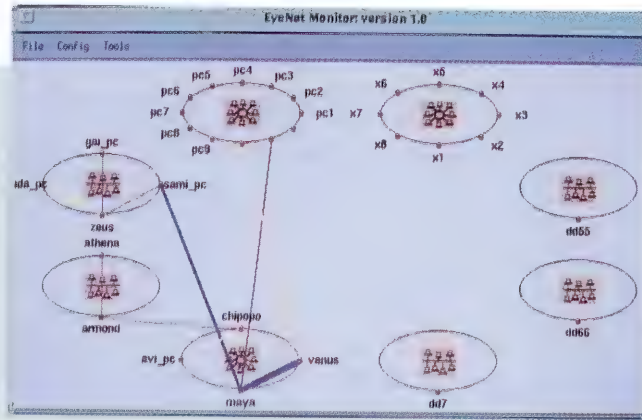 EyeNet Monitor: version 1.0
File Config Tools
pc4 x5
pc5 pc3 x6 x4
pc6 pc2
pc7 pc1 x7 x3
pc8 x8 x2
pc9 x1
gai_pc
ida_pc sami_pc
zeus dd55
athena
armond dd66
chipopo
avi_pc venus
maya dd7